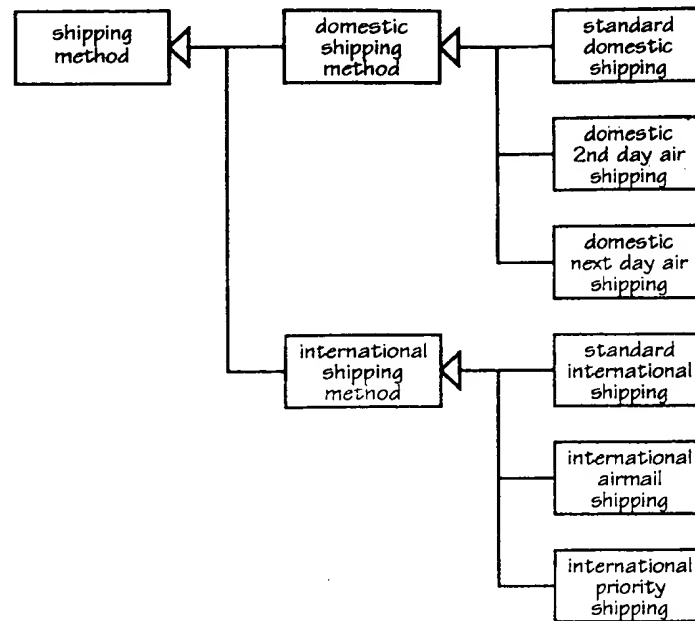 shipping
method
domestic
shipping
method
standard
domestic
shipping
domestic
2nd day air
shipping
domestic
next day air
shipping
international
shipping
method
standard
international
shipping
international
airmail
shipping
international
priority
shipping